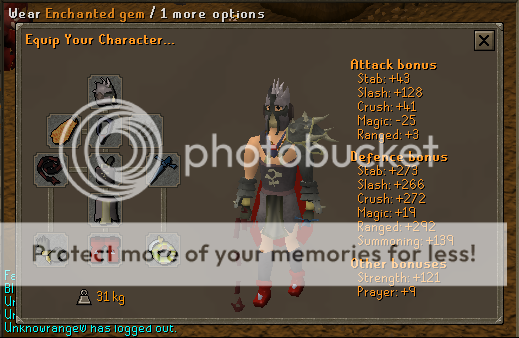 Wear Enchanted gem / 1 more options
Equip Your Character...
Attack bonus
Stab: +43
Slash: +128
Crush: +41
Magic: -25
Ranged: +3
photobucket
Defence bonus
Stab: +273
Slash: +266
Crush: +272
Magic: +19
Ranged: +292
Summoning: +139
Protect more of your memories for less!
Other bonuses
Strength: +121
Prayer: +9
31 kg
Unknowrange0 has logged out.